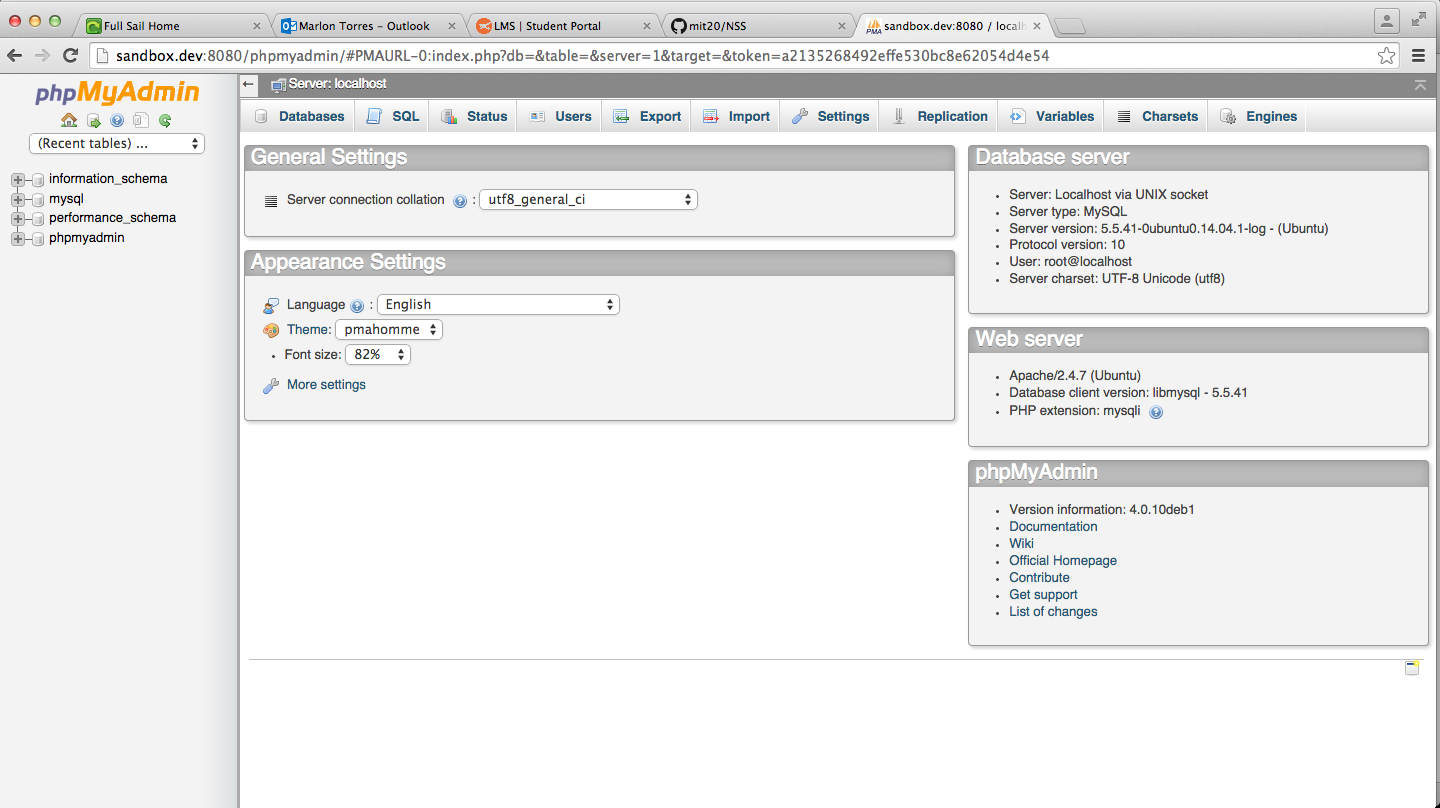 Full Sail Home
Marlon Torres – Outlook
LMS | Student Portal
mit20/NSS
PMA
sandbox.dev:8080 / localh
sandbox.dev:8080/phpmyadmin/#PMAURL-0:index.php?db=&table=&server=1&target=&token=a2135268492effe530bc8e62054d4e54
phpMyAdmin
(Recent tables) ...
information_schema
mysql
performance_schema
phpmyadmin
Server: localhost
Databases
SQL
Status
Users
Export
Import
Settings
Replication
Variables
Charsets
Engines
General Settings
Server connection collation : utf8_general_ci
Appearance Settings
Language : English
Theme: pmahomme
Font size: 82%
More settings
Database server
Server: Localhost via UNIX socket
Server type: MySQL
Server version: 5.5.41-0ubuntu0.14.04.1-log - (Ubuntu)
Protocol version: 10
User: root@localhost
Server charset: UTF-8 Unicode (utf8)
Web server
Apache/2.4.7 (Ubuntu)
Database client version: libmysql - 5.5.41
PHP extension: mysqli
phpMyAdmin
Version information: 4.0.10deb1
Documentation
Wiki
Official Homepage
Contribute
Get support
List of changes